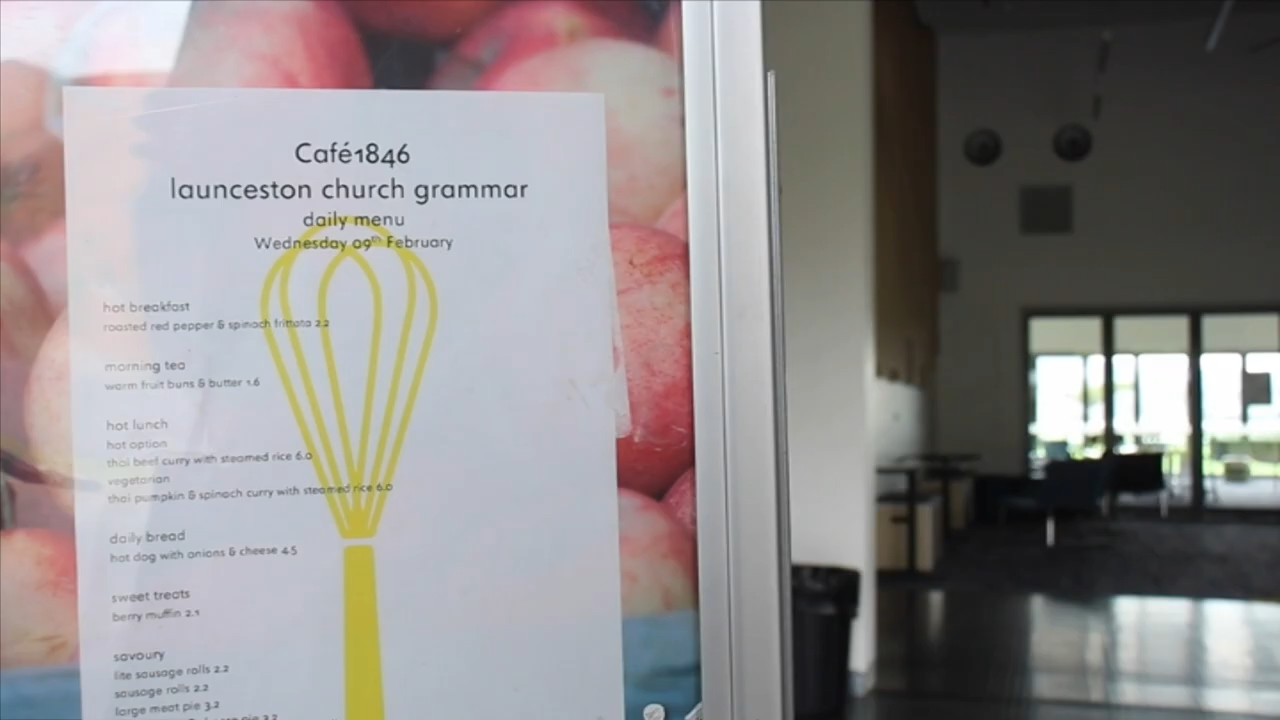 Café1846
launceston church grammar
daily menu
Wednesday 09th February
hot breakfast
roasted red pepper & spinach frittata 2.2
morning tea
warm fruit buns & butter 1.6
hot lunch
hot option
thai beef curry with steamed rice 6.0
vegetarian
thai pumpkin & spinach curry with steamed rice 6.0
daily bread
hot dog with onions & cheese 4.5
sweet treats
berry muffin 2.1
savoury
lite sausage rolls 2.2
sausage rolls 2.2
large meat pie 3.2
pie 3.2